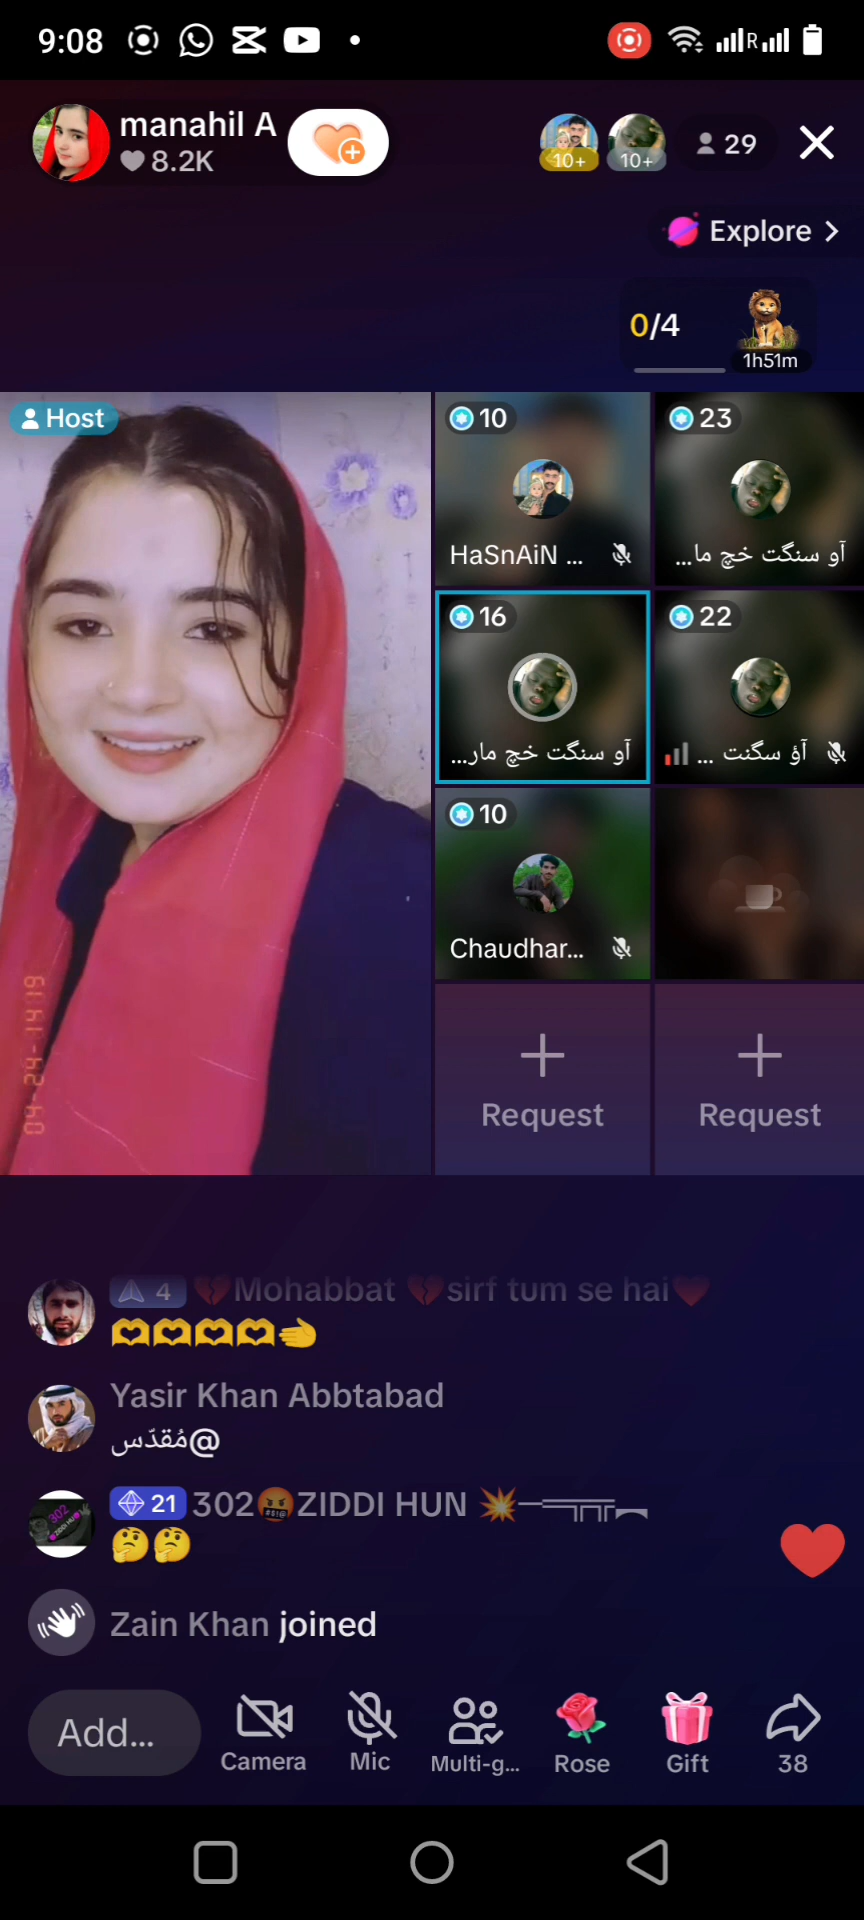 9:08
R
manahil A
8.2K
10+
10+
29
Explore >
0/4
1h51m
Host
10
23
HaSnAiN ...
آو سنگت خچ ما...
16
22
آو سنگت خچ مار...
آؤ سگنت ...
10
Chaudhar...
Request
Request
4 💔Mohabbat 💔sirf tum se hai❤️
🫶🫶🫶🫶🫲
Yasir Khan Abbtabad
@مُقدّس
21 302🤬ZIDDI HUN 💥
🤔🤔
Zain Khan joined
Add...
Camera
Mic
Multi-g...
Rose
Gift
38